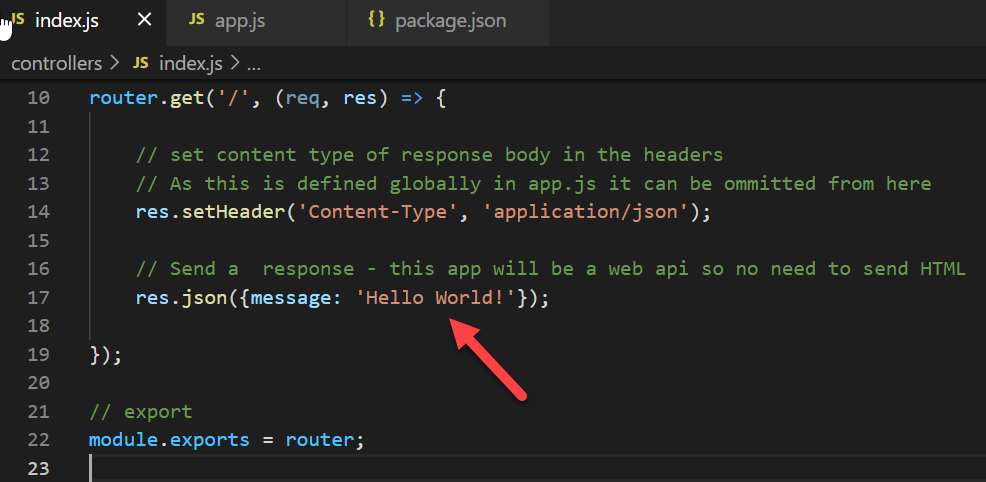 JS index.js × JS app.js {} package.json
controllers > JS index.js > ...
10 router.get('/', (req, res) => {
11
12 // set content type of response body in the headers
13 // As this is defined globally in app.js it can be ommitted from here
14 res.setHeader('Content-Type', 'application/json');
15
16 // Send a  response - this app will be a web api so no need to send HTML
17 res.json({message: 'Hello World!'});
18
19 });
20
21 // export
22 module.exports = router;
23